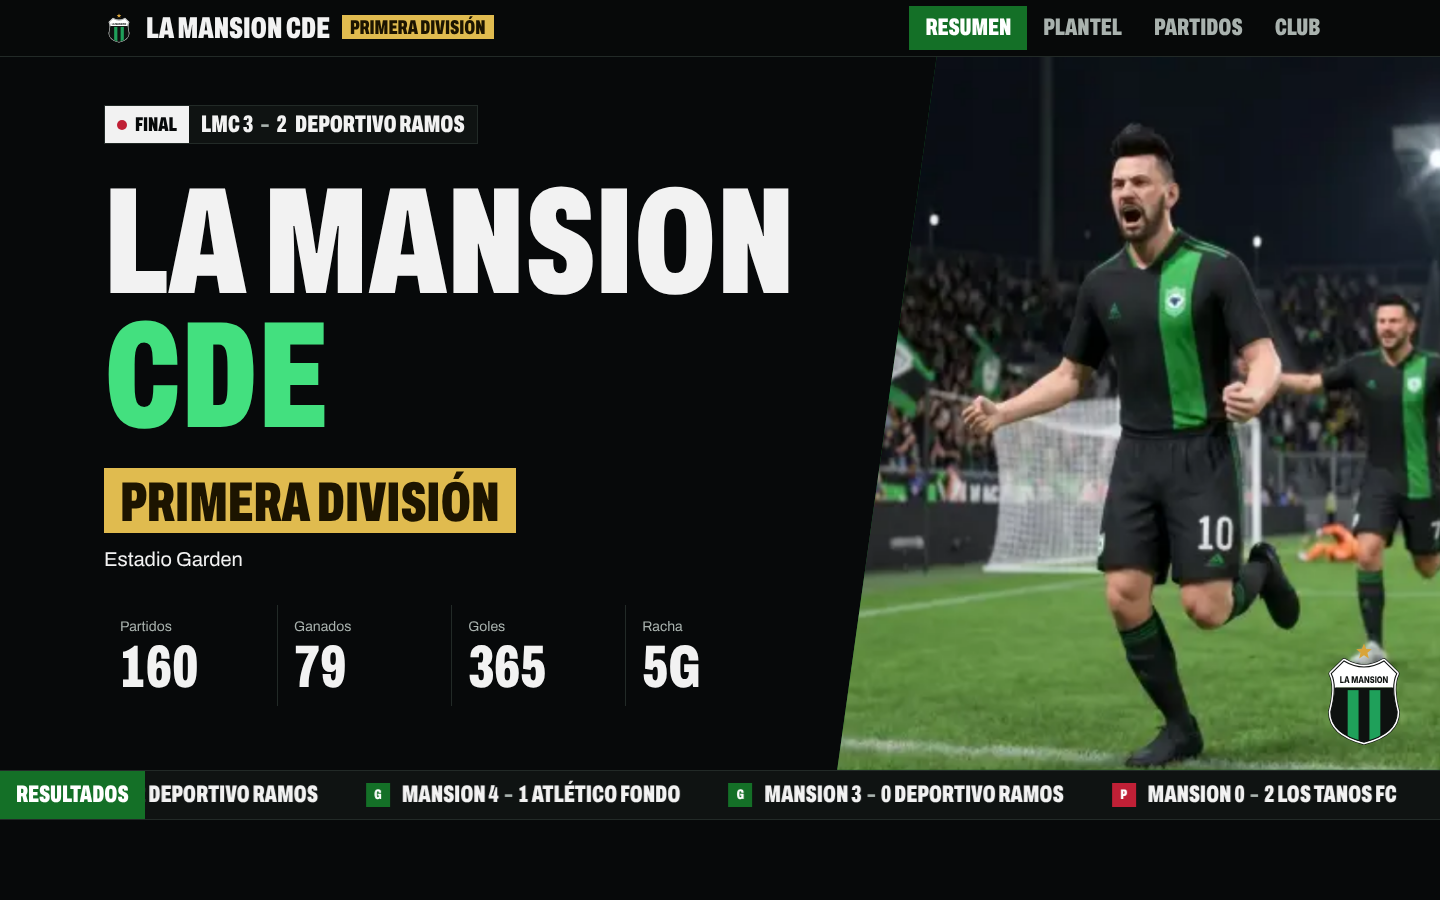 LA MANSION CDE PRIMERA DIVISIÓN
RESUMEN PLANTEL PARTIDOS CLUB
FINAL LMC 3 - 2 DEPORTIVO RAMOS
LA MANSION
CDE
PRIMERA DIVISIÓN
Estadio Garden
Partidos Ganados Goles Racha
160 79 365 5G
10
7
LA MANSION
RESULTADOS DEPORTIVO RAMOS G MANSION 4 - 1 ATLÉTICO FONDO G MANSION 3 - 0 DEPORTIVO RAMOS P MANSION 0 - 2 LOS TANOS FC